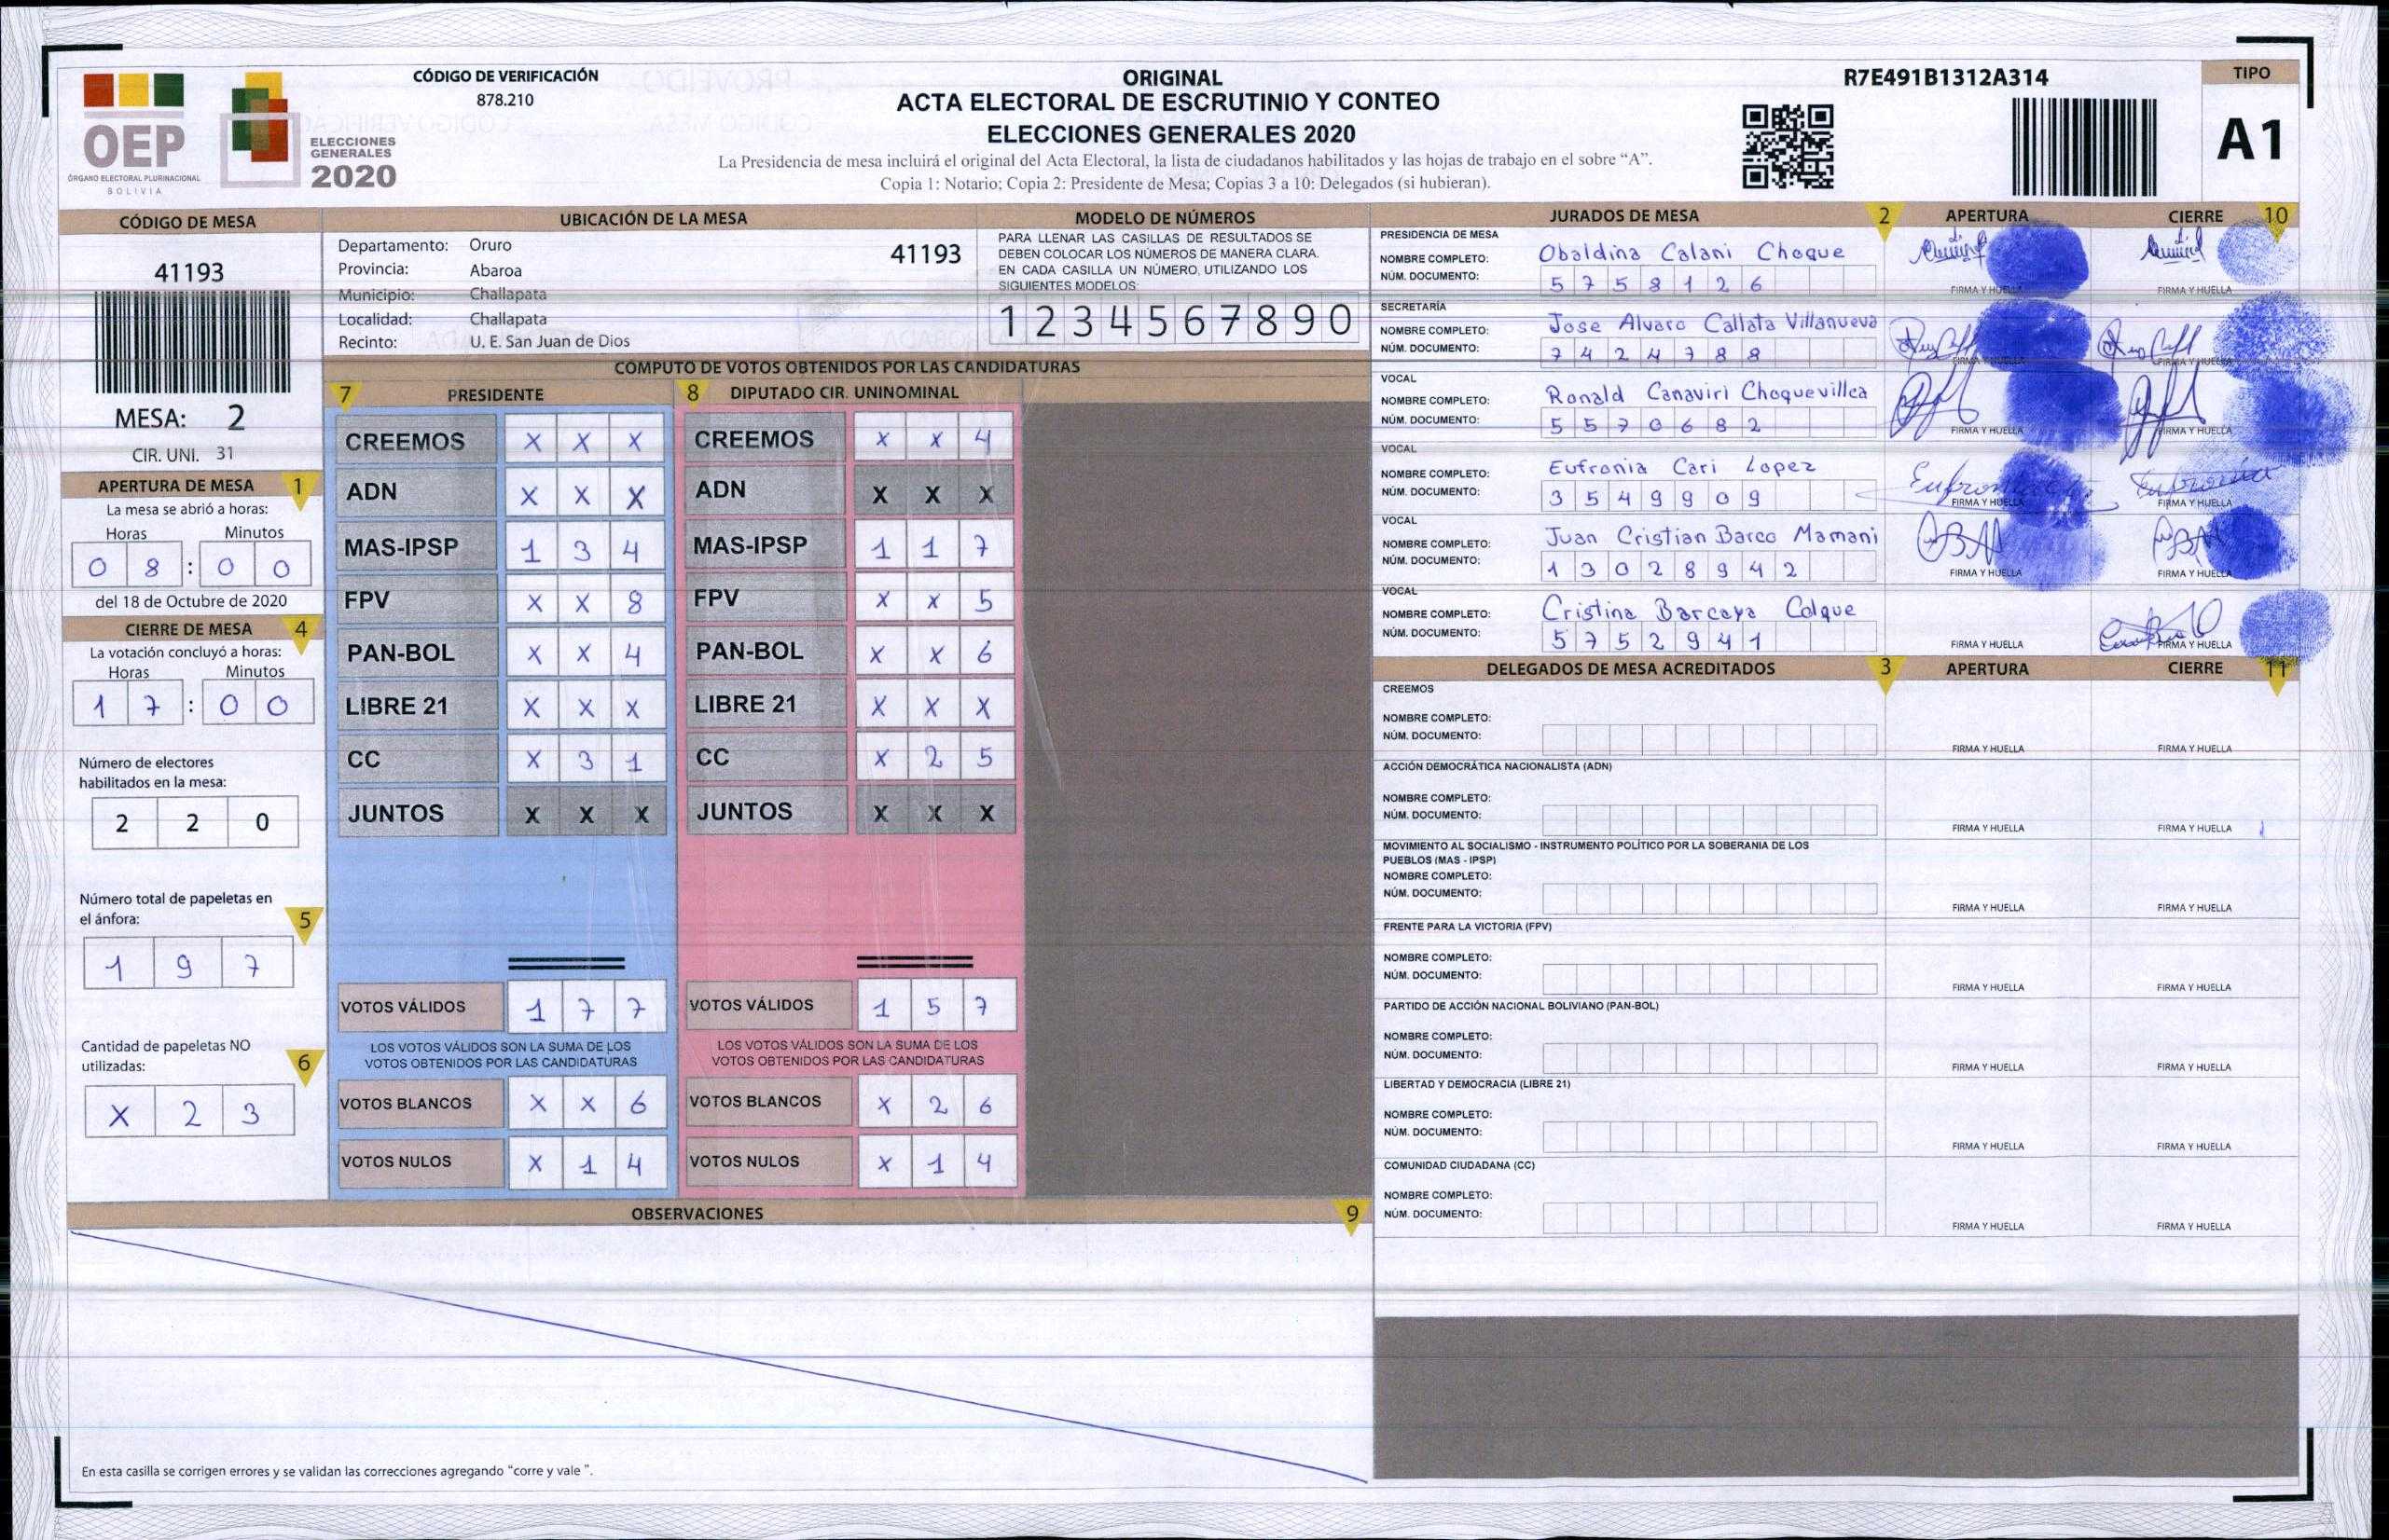 CÓDIGO DE VERIFICACIÓN
878.210
OEP
ÓRGANO ELECTORAL PLURINACIONAL
BOLIVIA
ELECCIONES
GENERALES
2020
ORIGINAL
ACTA ELECTORAL DE ESCRUTINIO Y CONTEO
ELECCIONES GENERALES 2020
La Presidencia de mesa incluirá el original del Acta Electoral, la lista de ciudadanos habilitados y las hojas de trabajo en el sobre “A”.
Copia 1: Notario; Copia 2: Presidente de Mesa; Copias 3 a 10: Delegados (si hubieran).
R7E491B1312A314
TIPO
A1
CÓDIGO DE MESA
41193
MESA: 2
CIR. UNI. 31
APERTURA DE MESA 1
La mesa se abrió a horas:
Horas Minutos
0 8 : 0 0
del 18 de Octubre de 2020
CIERRE DE MESA 4
La votación concluyó a horas:
Horas Minutos
1 7 : 0 0
Número de electores
habilitados en la mesa:
2 2 0
Número total de papeletas en
el ánfora: 5
1 9 7
Cantidad de papeletas NO
utilizadas: 6
X 2 3
UBICACIÓN DE LA MESA
Departamento: Oruro 41193
Provincia: Abaroa
Municipio: Challapata
Localidad: Challapata
Recinto: U. E. San Juan de Dios
MODELO DE NÚMEROS
PARA LLENAR LAS CASILLAS DE RESULTADOS SE
DEBEN COLOCAR LOS NÚMEROS DE MANERA CLARA.
EN CADA CASILLA UN NÚMERO, UTILIZANDO LOS
SIGUIENTES MODELOS:
1 2 3 4 5 6 7 8 9 0
CÓMPUTO DE VOTOS OBTENIDOS POR LAS CANDIDATURAS
7 PRESIDENTE
CREEMOS X X X
ADN X X X
MAS-IPSP 1 3 4
FPV X X 8
PAN-BOL X X 4
LIBRE 21 X X X
CC X 3 1
JUNTOS X X X
VOTOS VÁLIDOS 1 7 7
LOS VOTOS VÁLIDOS SON LA SUMA DE LOS
VOTOS OBTENIDOS POR LAS CANDIDATURAS
VOTOS BLANCOS X X 6
VOTOS NULOS X 1 4
8 DIPUTADO CIR. UNINOMINAL
CREEMOS X X 4
ADN X X X
MAS-IPSP 1 1 7
FPV X X 5
PAN-BOL X X 6
LIBRE 21 X X X
CC X 2 5
JUNTOS X X X
VOTOS VÁLIDOS 1 5 7
LOS VOTOS VÁLIDOS SON LA SUMA DE LOS
VOTOS OBTENIDOS POR LAS CANDIDATURAS
VOTOS BLANCOS X 2 6
VOTOS NULOS X 1 4
OBSERVACIONES 9
En esta casilla se corrigen errores y se validan las correcciones agregando “corre y vale ”.
JURADOS DE MESA 2 APERTURA CIERRE 10
PRESIDENCIA DE MESA
NOMBRE COMPLETO: Obaldina Calani Choque
NÚM. DOCUMENTO: 5 7 5 8 1 2 6
FIRMA Y HUELLA FIRMA Y HUELLA
SECRETARÍA
NOMBRE COMPLETO: Jose Alvaro Callata Villanueva
NÚM. DOCUMENTO: 7 4 2 4 7 8 8
FIRMA Y HUELLA FIRMA Y HUELLA
VOCAL
NOMBRE COMPLETO: Ronald Canaviri Choquevillca
NÚM. DOCUMENTO: 5 5 7 0 6 8 2
FIRMA Y HUELLA FIRMA Y HUELLA
VOCAL
NOMBRE COMPLETO: Eufronia Cari Lopez
NÚM. DOCUMENTO: 3 5 4 9 9 0 9
FIRMA Y HUELLA FIRMA Y HUELLA
VOCAL
NOMBRE COMPLETO: Juan Cristian Barco Mamani
NÚM. DOCUMENTO: 1 3 0 2 8 9 4 2
FIRMA Y HUELLA FIRMA Y HUELLA
VOCAL
NOMBRE COMPLETO: Cristina Barcaya Colque
NÚM. DOCUMENTO: 5 7 5 2 9 4 1
FIRMA Y HUELLA FIRMA Y HUELLA
DELEGADOS DE MESA ACREDITADOS 3 APERTURA CIERRE 11
CREEMOS
NOMBRE COMPLETO:
NÚM. DOCUMENTO:
FIRMA Y HUELLA FIRMA Y HUELLA
ACCIÓN DEMOCRÁTICA NACIONALISTA (ADN)
NOMBRE COMPLETO:
NÚM. DOCUMENTO:
FIRMA Y HUELLA FIRMA Y HUELLA
MOVIMIENTO AL SOCIALISMO - INSTRUMENTO POLÍTICO POR LA SOBERANIA DE LOS
PUEBLOS (MAS - IPSP)
NOMBRE COMPLETO:
NÚM. DOCUMENTO:
FIRMA Y HUELLA FIRMA Y HUELLA
FRENTE PARA LA VICTORIA (FPV)
NOMBRE COMPLETO:
NÚM. DOCUMENTO:
FIRMA Y HUELLA FIRMA Y HUELLA
PARTIDO DE ACCIÓN NACIONAL BOLIVIANO (PAN-BOL)
NOMBRE COMPLETO:
NÚM. DOCUMENTO:
FIRMA Y HUELLA FIRMA Y HUELLA
LIBERTAD Y DEMOCRACIA (LIBRE 21)
NOMBRE COMPLETO:
NÚM. DOCUMENTO:
FIRMA Y HUELLA FIRMA Y HUELLA
COMUNIDAD CIUDADANA (CC)
NOMBRE COMPLETO:
NÚM. DOCUMENTO:
FIRMA Y HUELLA FIRMA Y HUELLA